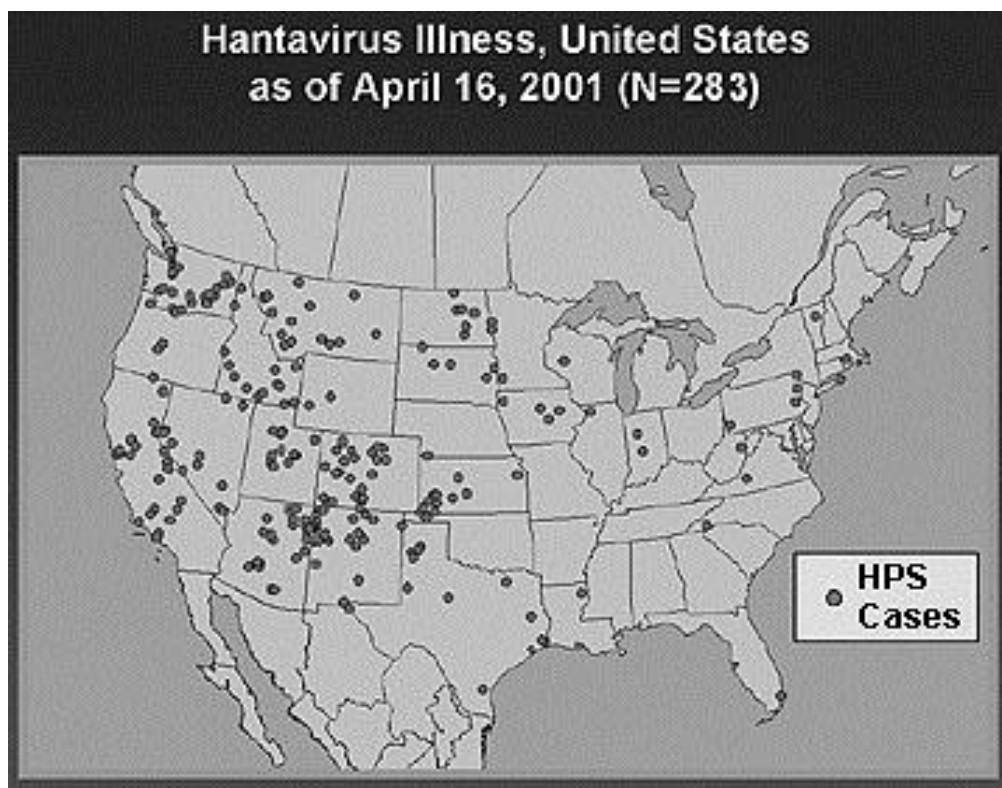 Hantavirus Illness, United States
as of April 16, 2001 (N=283)
HPS
Cases